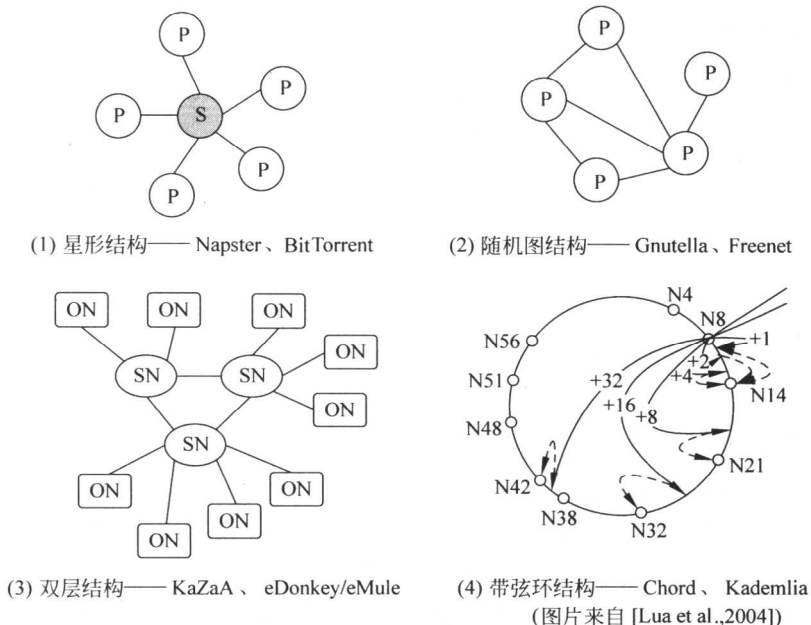 P
P
P
S
P
P
P
P
P
P
P
(1) 星形结构—— Napster、BitTorrent
(2) 随机图结构—— Gnutella、Freenet
ON
ON
ON
ON
SN
SN
ON
SN
ON
ON
ON
ON
N4
N8
+1
N56
+2
+4
N14
N51
+32
+16
+8
N48
N21
N42
N38
N32
(3) 双层结构—— KaZaA 、 eDonkey/eMule
(4) 带弦环结构—— Chord、 Kademlia
(图片来自 [Lua et al.,2004])